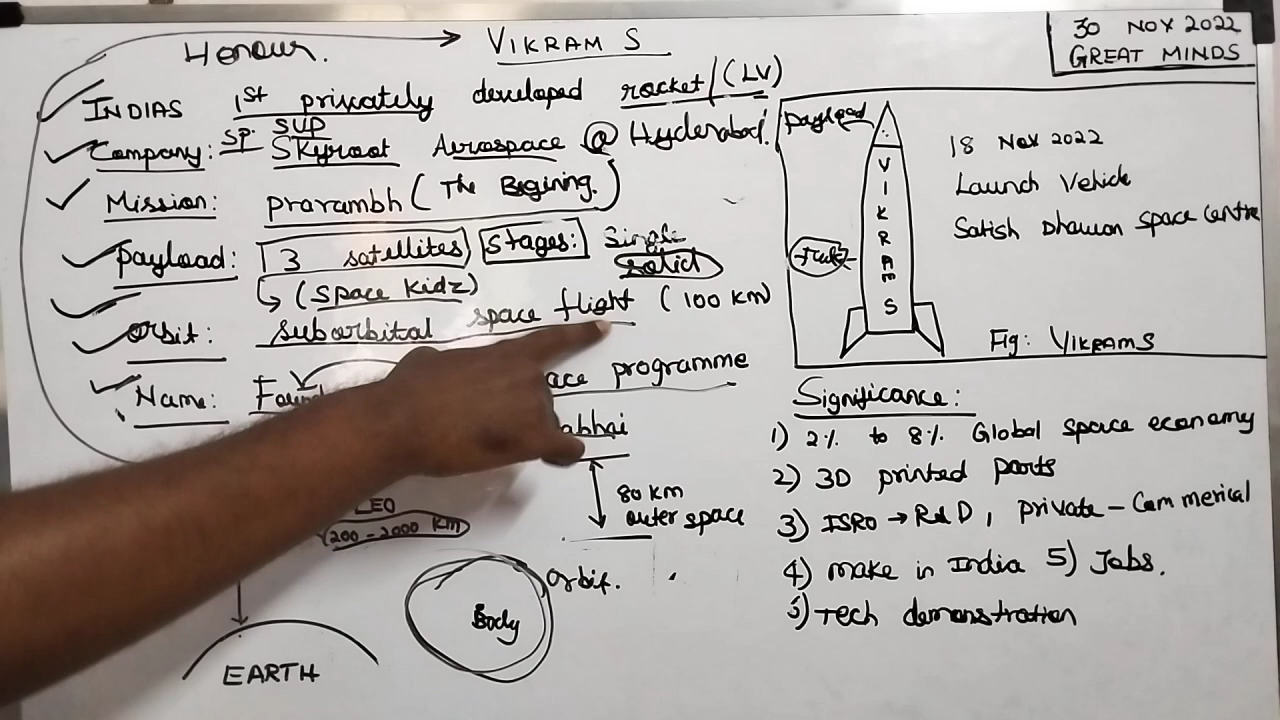 Honour.
VIKRAM S
30 NOV 2022
GREAT MINDS
INDIAS 1st privately developed rocket/(LV)
SP. SUP
Company: Skyroot Aerospace @ Hyderabad.
Mission: prarambh (The Begining.)
Payload: 3 satellites Stages: Single
solid
(Space Kidz)
Orbit: suborbital space flight (100 km)
Name: programme
abhai
80 KM
outer space
LEO
(200-2000 km)
Orbit.
Body
EARTH
Payload
VIKRAM S
18 Nov 2022
Launch Vehicle
Satish Dhawan Space Centre
Fig: VIKRAM S
Significance:
1) 2% to 8% Global space economy
2) 3D printed parts
3) ISRO → R&D, private - Commerical
4) make in India 5) Jobs.
6) Tech demonstration